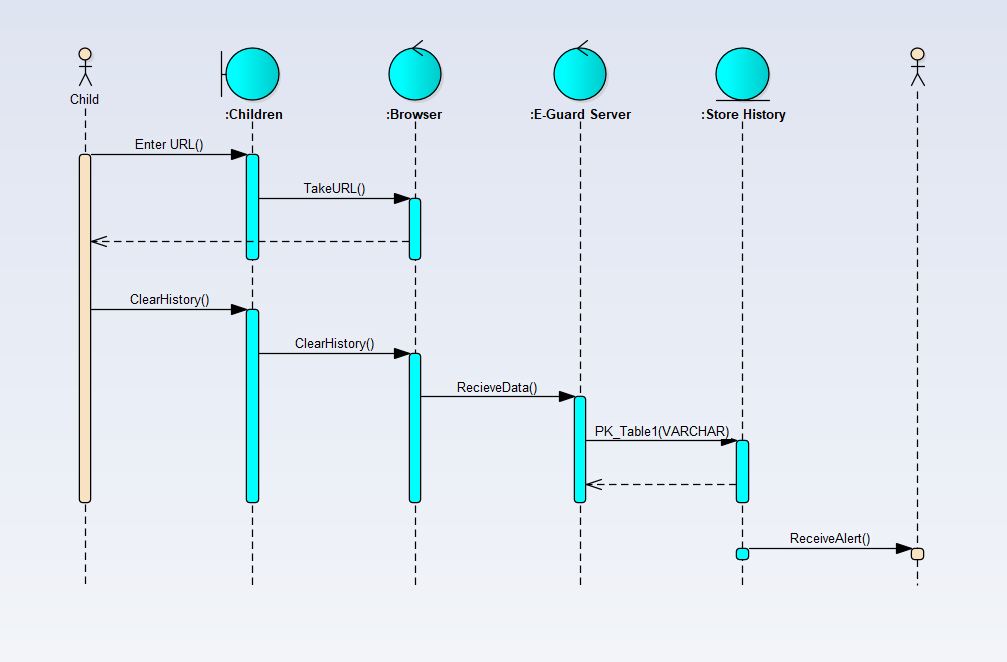 Child
:Children
:Browser
:E-Guard Server
:Store History
Enter URL()
TakeURL()
ClearHistory()
ClearHistory()
RecieveData()
PK_Table1(VARCHAR)
ReceiveAlert()